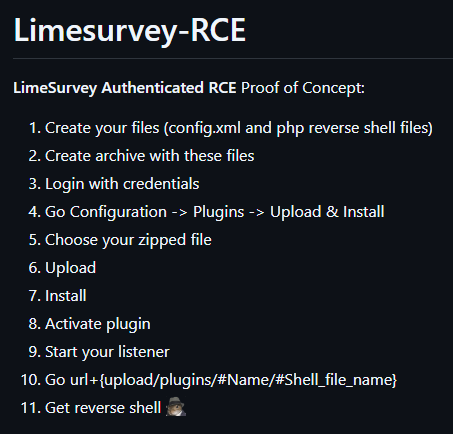 Limesurvey-RCE
LimeSurvey Authenticated RCE Proof of Concept:
1. Create your files (config.xml and php reverse shell files)
2. Create archive with these files
3. Login with credentials
4. Go Configuration -> Plugins -> Upload & Install
5. Choose your zipped file
6. Upload
7. Install
8. Activate plugin
9. Start your listener
10. Go url+{upload/plugins/#Name/#Shell_file_name}
11. Get reverse shell